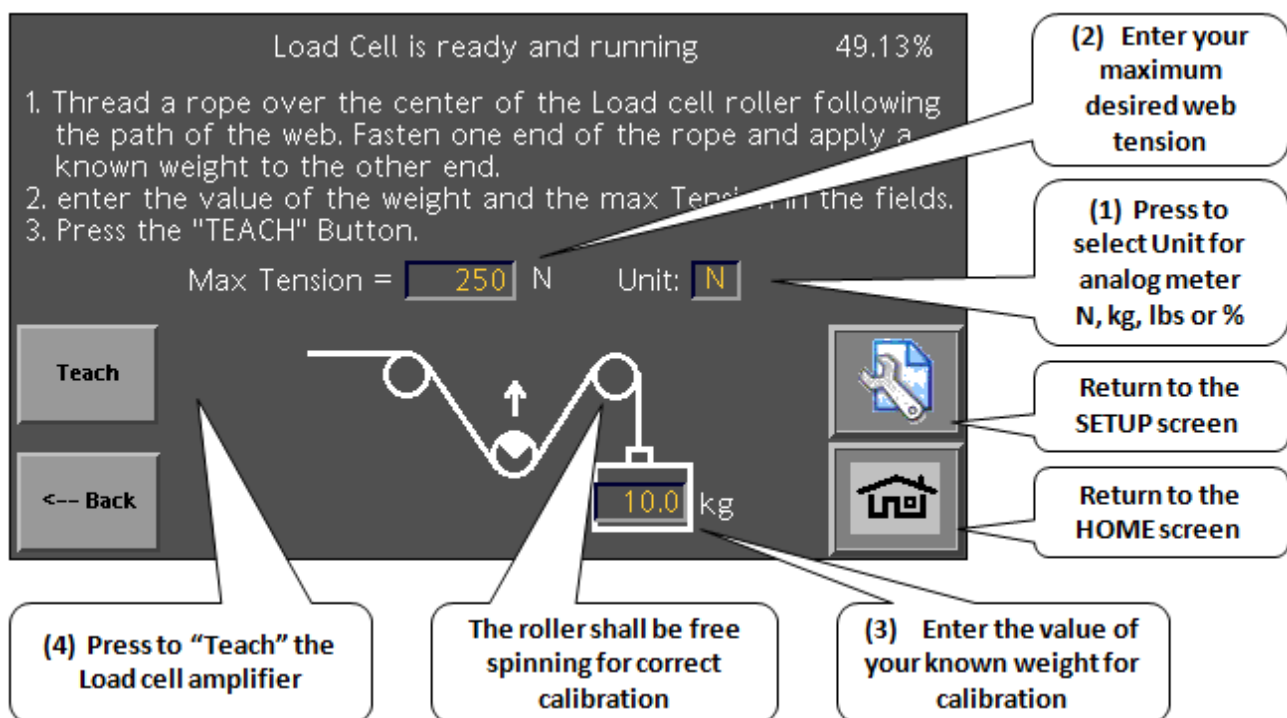 Load Cell is ready and running 49.13%
1. Thread a rope over the center of the Load cell roller following
the path of the web. Fasten one end of the rope and apply a
known weight to the other end.
2. enter the value of the weight and the max Tension in the fields.
3. Press the "TEACH" Button.
Max Tension = 250 N Unit: N
Teach
<-- Back
10.0 kg
(2) Enter your
maximum
desired web
tension
(1) Press to
select Unit for
analog meter
N, kg, lbs or %
Return to the
SETUP screen
Return to the
HOME screen
(4) Press to “Teach” the
Load cell amplifier
The roller shall be free
spinning for correct
calibration
(3) Enter the value of
your known weight for
calibration